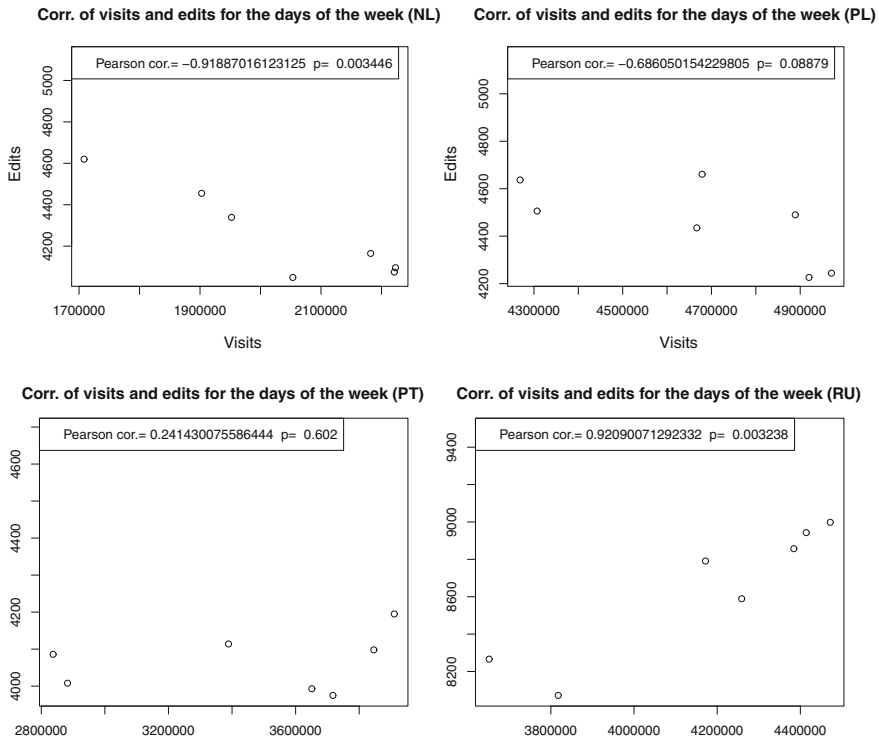 Corr. of visits and edits for the days of the week (NL)
Pearson cor.= −0.91887016123125 p= 0.003446
Edits
5000
4800
4600
4400
4200
1700000 1900000 2100000
Visits
Corr. of visits and edits for the days of the week (PL)
Pearson cor.= −0.686050154229805 p= 0.08879
Edits
5000
4800
4600
4400
4200
4300000 4500000 4700000 4900000
Visits
Corr. of visits and edits for the days of the week (PT)
Pearson cor.= 0.241430075586444 p= 0.602
4600
4400
4200
4000
2800000 3200000 3600000
Corr. of visits and edits for the days of the week (RU)
Pearson cor.= 0.92090071292332 p= 0.003238
9400
9000
8600
8200
3800000 4000000 4200000 4400000